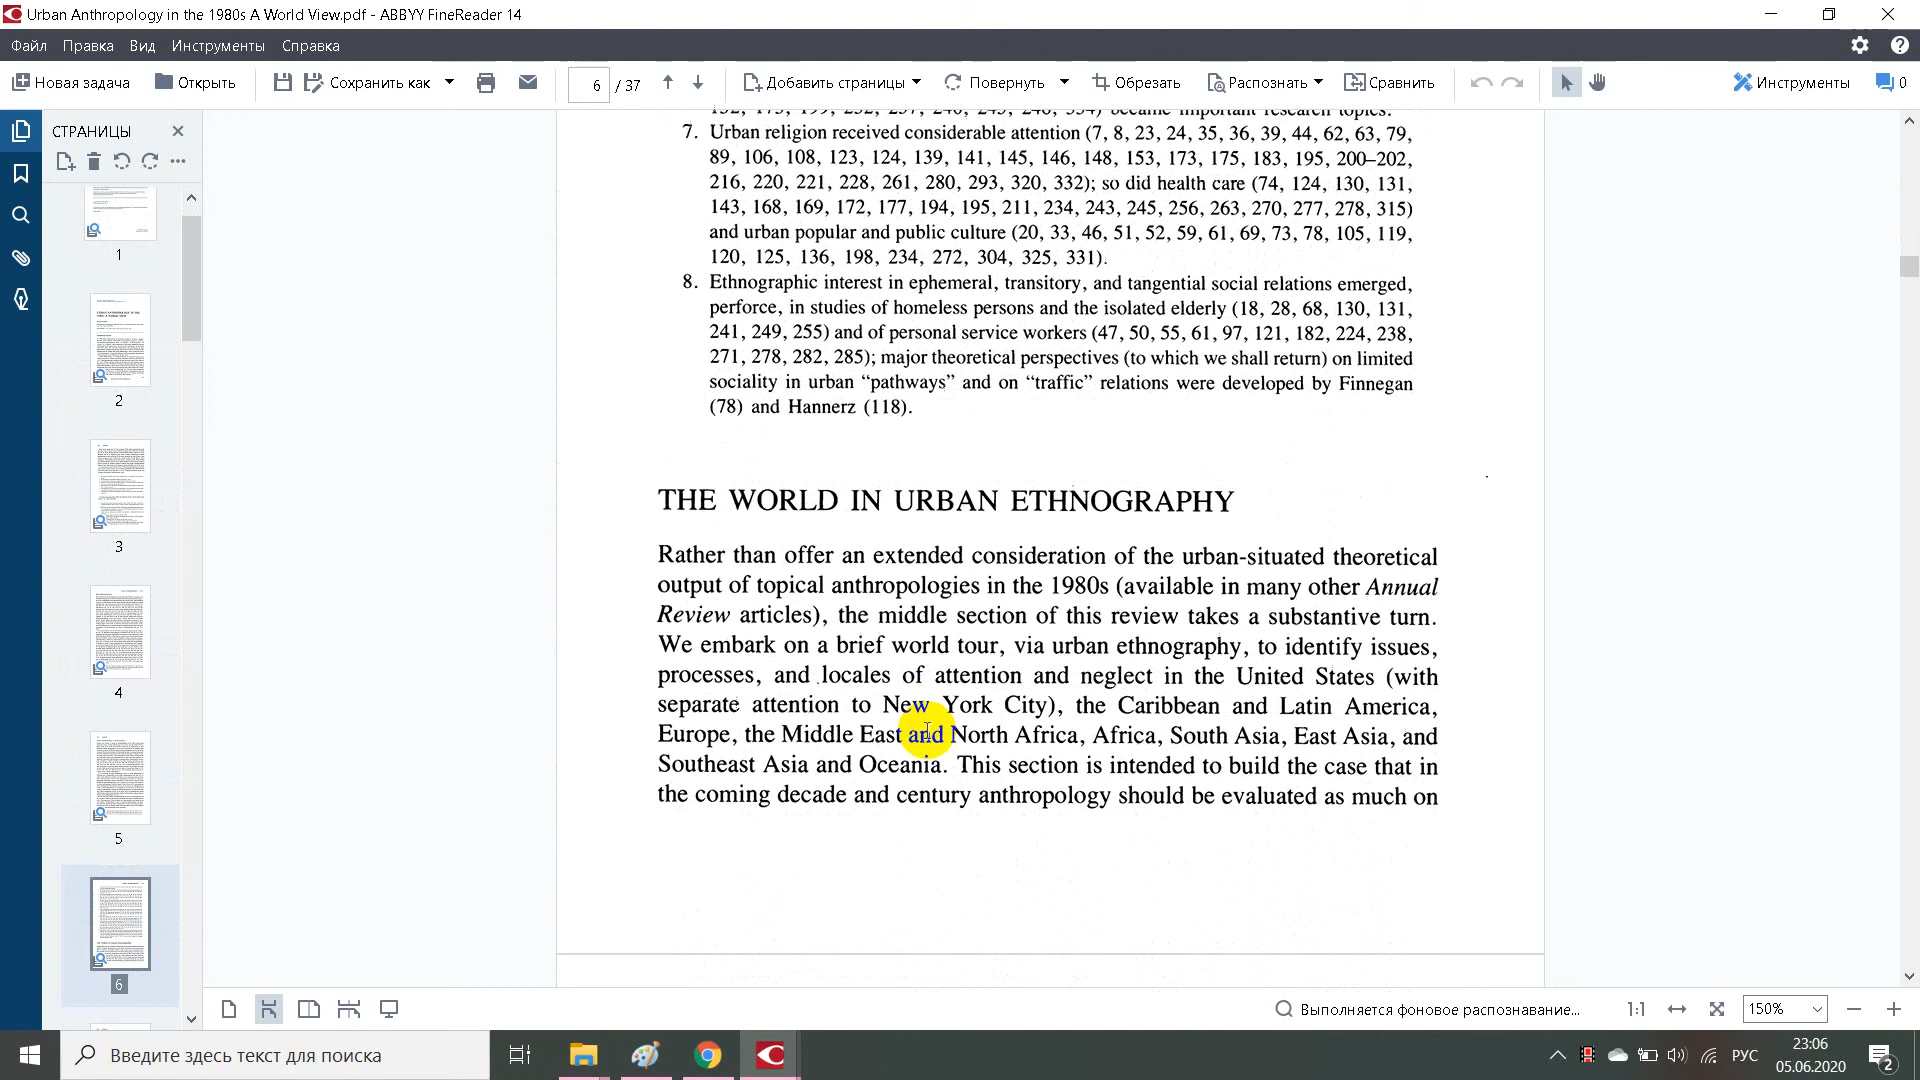 Urban Anthropology in the 1980s A World View.pdf - ABBYY FineReader 14
Файл Правка Вид Инструменты Справка
Новая задача Открыть Сохранить как 6 / 37 Добавить страницы Повернуть Обрезать Распознать Сравнить Инструменты 0
СТРАНИЦЫ
1
2
3
4
5
6
132, 173, 199, 232, 237, 240, 245, 246, 334) became important research topics.
7. Urban religion received considerable attention (7, 8, 23, 24, 35, 36, 39, 44, 62, 63, 79,
89, 106, 108, 123, 124, 139, 141, 145, 146, 148, 153, 173, 175, 183, 195, 200–202,
216, 220, 221, 228, 261, 280, 293, 320, 332); so did health care (74, 124, 130, 131,
143, 168, 169, 172, 177, 194, 195, 211, 234, 243, 245, 256, 263, 270, 277, 278, 315)
and urban popular and public culture (20, 33, 46, 51, 52, 59, 61, 69, 73, 78, 105, 119,
120, 125, 136, 198, 234, 272, 304, 325, 331).
8. Ethnographic interest in ephemeral, transitory, and tangential social relations emerged,
perforce, in studies of homeless persons and the isolated elderly (18, 28, 68, 130, 131,
241, 249, 255) and of personal service workers (47, 50, 55, 61, 97, 121, 182, 224, 238,
271, 278, 282, 285); major theoretical perspectives (to which we shall return) on limited
sociality in urban “pathways” and on “traffic” relations were developed by Finnegan
(78) and Hannerz (118).
THE WORLD IN URBAN ETHNOGRAPHY
Rather than offer an extended consideration of the urban-situated theoretical
output of topical anthropologies in the 1980s (available in many other Annual
Review articles), the middle section of this review takes a substantive turn.
We embark on a brief world tour, via urban ethnography, to identify issues,
processes, and locales of attention and neglect in the United States (with
separate attention to New York City), the Caribbean and Latin America,
Europe, the Middle East and North Africa, Africa, South Asia, East Asia, and
Southeast Asia and Oceania. This section is intended to build the case that in
the coming decade and century anthropology should be evaluated as much on
Выполняется фоновое распознавание... 1:1 150%
Введите здесь текст для поиска
РУС
23:06
05.06.2020
2